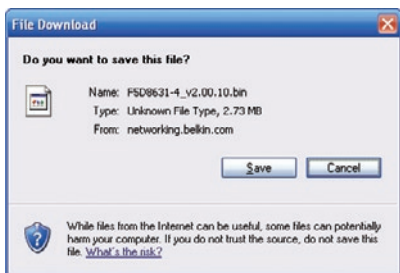 File Download
Do you want to save this file?
Name: F5D8631-4_v2.00.10.bin
Type: Unknown File Type, 2.73 MB
From: networking.belkin.com
Save Cancel
While files from the Internet can be useful, some files can potentially
harm your computer. If you do not trust the source, do not save this
file. What's the risk?